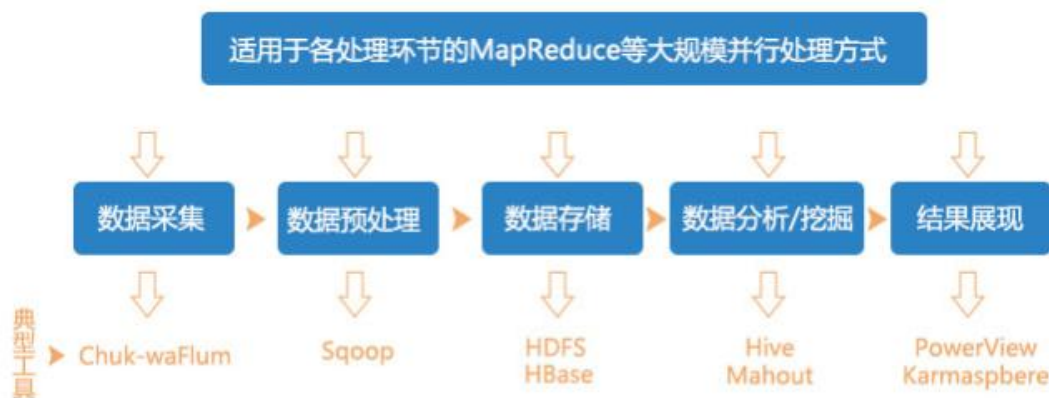 适用于各处理环节的MapReduce等大规模并行处理方式
数据采集
数据预处理
数据存储
数据分析/挖掘
结果展现
典型工具
Chuk-waFlum
Sqoop
HDFS
HBase
Hive
Mahout
PowerView
Karmaspbere